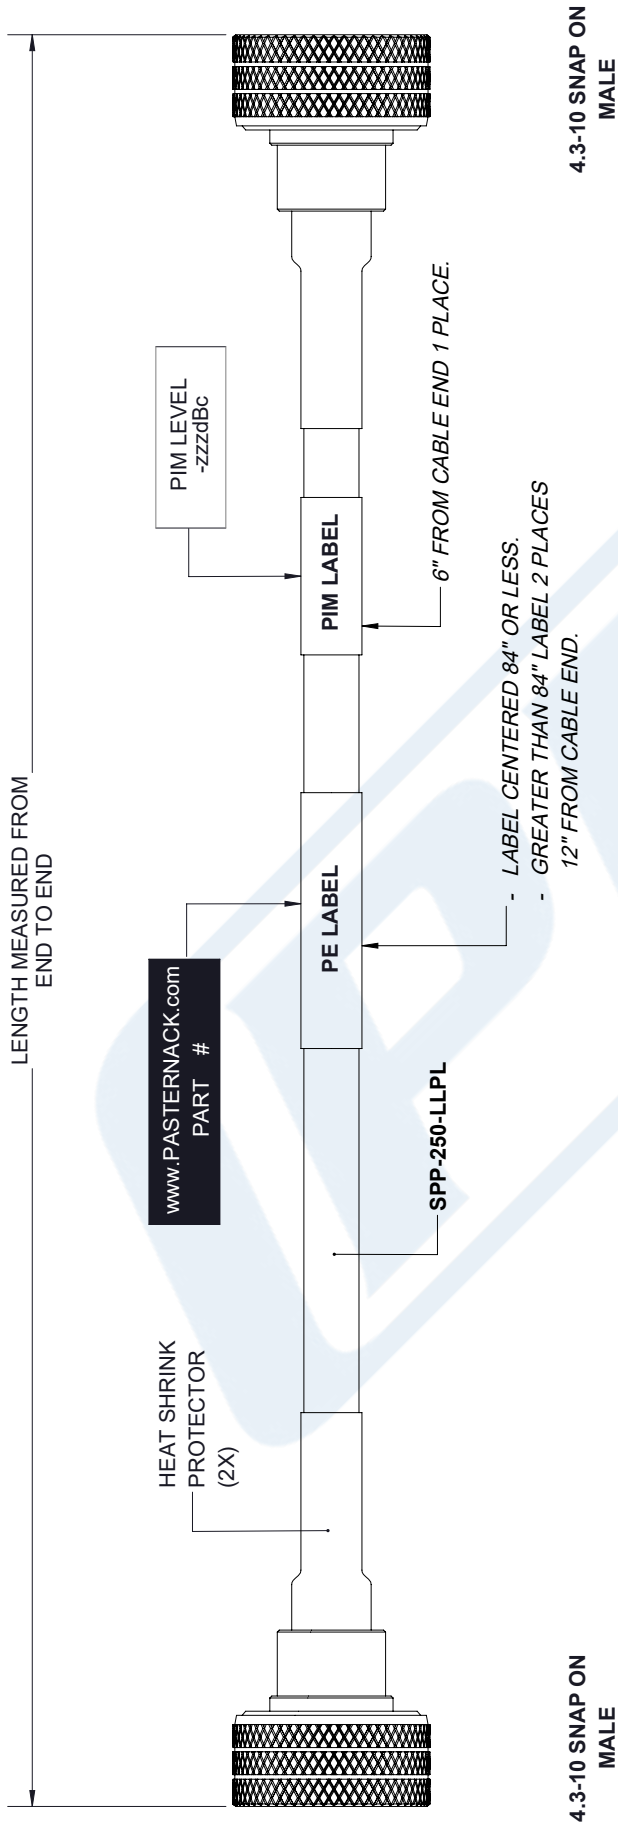 LENGTH MEASURED FROM
END TO END
HEAT SHRINK
PROTECTOR
(2X)
www.PASTERNACK.com
PART #
PIM LEVEL
-zzzdBc
PE LABEL
PIM LABEL
SPP-250-LLPL
- LABEL CENTERED 84" OR LESS.
- GREATER THAN 84" LABEL 2 PLACES
12" FROM CABLE END.
6" FROM CABLE END 1 PLACE.
4.3-10 SNAP ON
MALE
4.3-10 SNAP ON
MALE